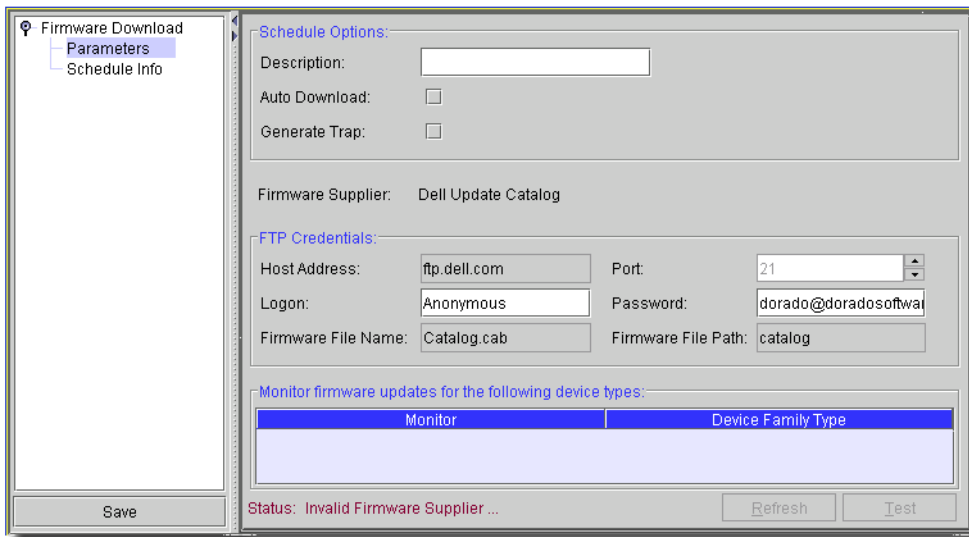 Firmware Download
Parameters
Schedule Info
Save
Schedule Options:
Description:
Auto Download:
Generate Trap:
Firmware Supplier: Dell Update Catalog
FTP Credentials:
Host Address: ftp.dell.com Port: 21
Logon: Anonymous Password: dorado@doradosoftwar
Firmware File Name: Catalog.cab Firmware File Path: catalog
Monitor firmware updates for the following device types:
Monitor Device Family Type
Status: Invalid Firmware Supplier ... Refresh Test